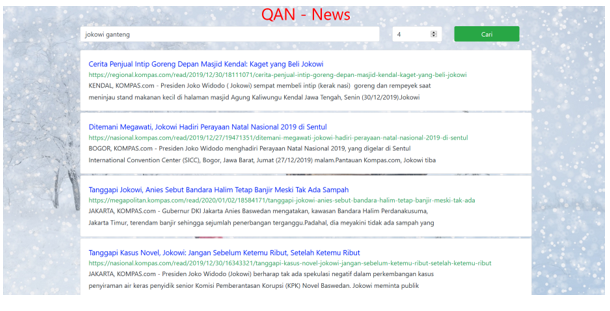 QAN - News
jokowi ganteng
4
Cari
Cerita Penjual Intip Goreng Depan Masjid Kendal: Kaget yang Beli Jokowi
https://regional.kompas.com/read/2019/12/30/18111071/cerita-penjual-intip-goreng-depan-masjid-kendal-kaget-yang-beli-jokowi
KENDAL, KOMPAS.com - Presiden Joko Widodo ( Jokowi) sempat membeli intip (kerak nasi) goreng dan rempeyek saat
meninjau stand makanan kecil di halaman masjid Agung Kaliwungu Kendal Jawa Tengah, Senin (30/12/2019).Jokowi
Ditemani Megawati, Jokowi Hadiri Perayaan Natal Nasional 2019 di Sentul
https://nasional.kompas.com/read/2019/12/27/19471351/ditemani-megawati-jokowi-hadiri-perayaan-natal-nasional-2019-di-sentul
BOGOR, KOMPAS.com - Presiden Joko Widodo menghadiri Perayaan Natal Nasional 2019, yang digelar di Sentul
International Convention Center (SICC), Bogor, Jawa Barat, Jumat (27/12/2019) malam.Pantauan Kompas.com, Jokowi tiba
Tanggapi Jokowi, Anies Sebut Bandara Halim Tetap Banjir Meski Tak Ada Sampah
https://megapolitan.kompas.com/read/2020/01/02/18584171/tanggapi-jokowi-anies-sebut-bandara-halim-tetap-banjir-meski-tak-ada
JAKARTA, KOMPAS.com - Gubernur DKI Jakarta Anies Baswedan mengatakan, kawasan Bandara Halim Perdanakusuma,
Jakarta Timur, terendam banjir sehingga sejumlah penerbangan terganggu.Padahal, dia meyakini tidak ada sampah yang
Tanggapi Kasus Novel, Jokowi: Jangan Sebelum Ketemu Ribut, Setelah Ketemu Ribut
https://nasional.kompas.com/read/2019/12/30/16343321/tanggapi-kasus-novel-jokowi-jangan-sebelum-ketemu-ribut-setelah-ketemu-ribut
JAKARTA, KOMPAS.com - Presiden Joko Widodo (Jokowi) berharap tak ada spekulasi negatif dalam perkembangan kasus
penyiraman air keras penyidik senior Komisi Pemberantasan Korupsi (KPK) Novel Baswedan. Jokowi meminta publik